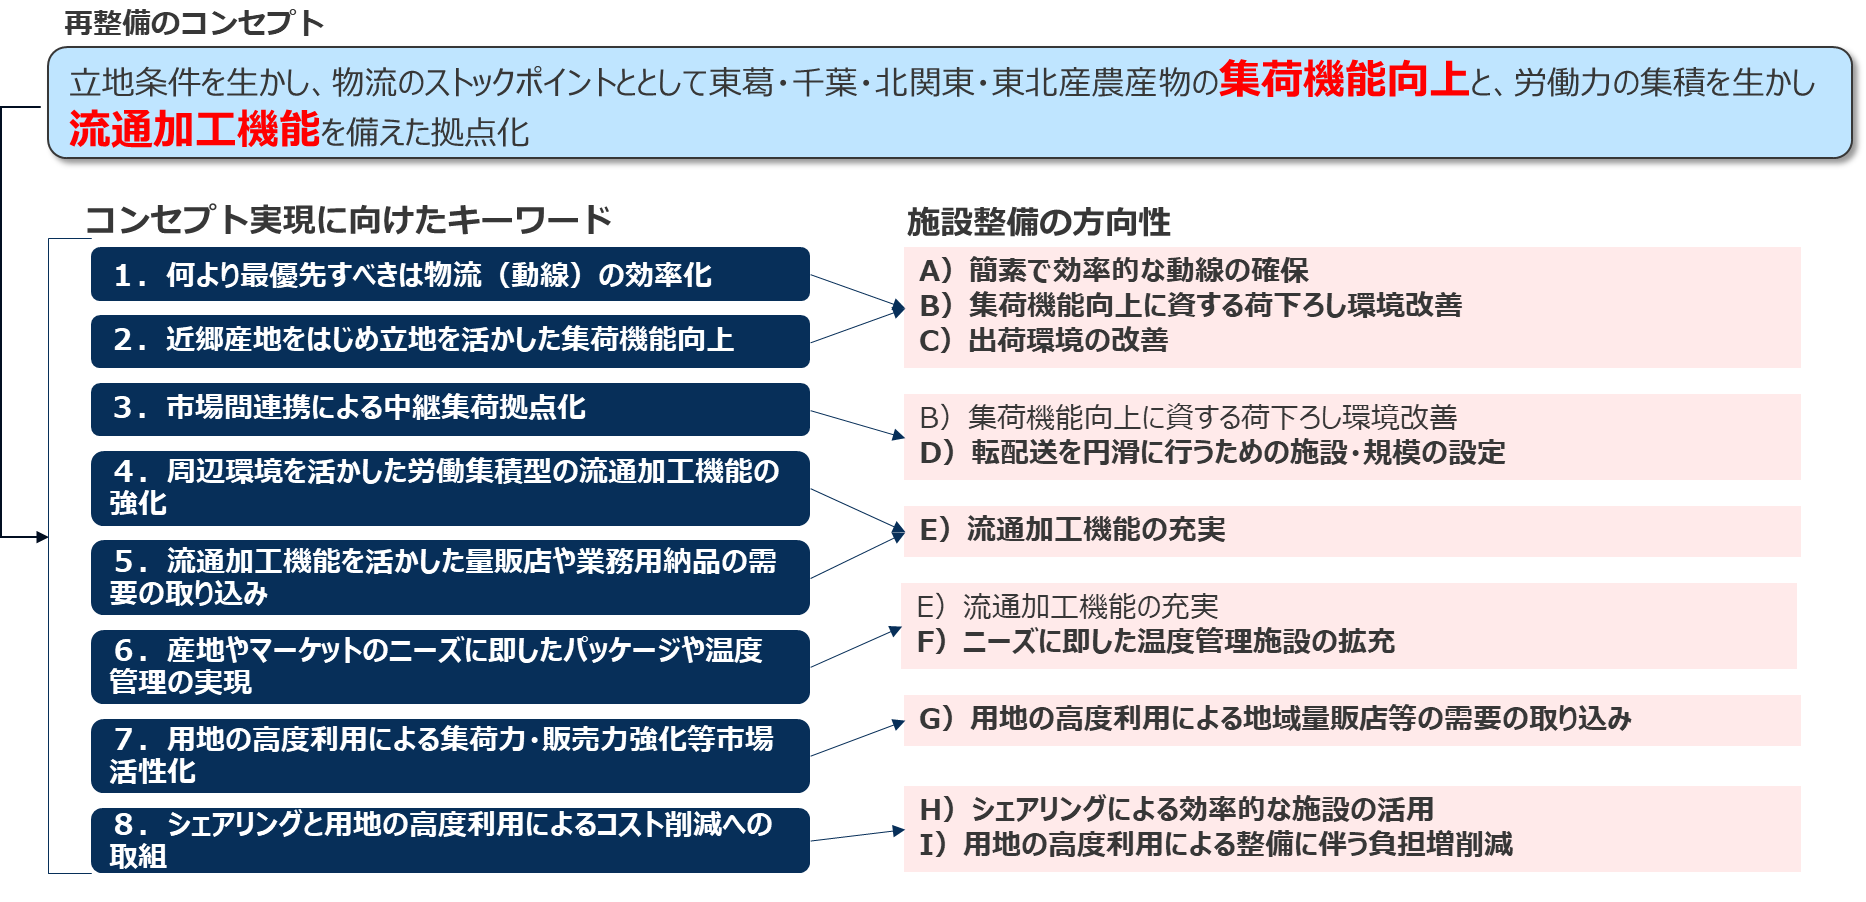 再整備のコンセプト
立地条件を生かし、物流のストックポイントととして東葛・千葉・北関東・東北産農産物の集荷機能向上と、労働力の集積を生かし
流通加工機能を備えた拠点化
コンセプト実現に向けたキーワード
１．何より最優先すべきは物流（動線）の効率化
２．近郷産地をはじめ立地を活かした集荷機能向上
３．市場間連携による中継集荷拠点化
４．周辺環境を活かした労働集積型の流通加工機能の
強化
５．流通加工機能を活かした量販店や業務用納品の需
要の取り込み
６．産地やマーケットのニーズに即したパッケージや温度
管理の実現
７．用地の高度利用による集荷力・販売力強化等市場
活性化
８．シェアリングと用地の高度利用によるコスト削減への
取組
施設整備の方向性
A）簡素で効率的な動線の確保
B）集荷機能向上に資する荷下ろし環境改善
C）出荷環境の改善
B）集荷機能向上に資する荷下ろし環境改善
D）転配送を円滑に行うための施設・規模の設定
E）流通加工機能の充実
E）流通加工機能の充実
F）ニーズに即した温度管理施設の拡充
G）用地の高度利用による地域量販店等の需要の取り込み
H）シェアリングによる効率的な施設の活用
I）用地の高度利用による整備に伴う負担増削減